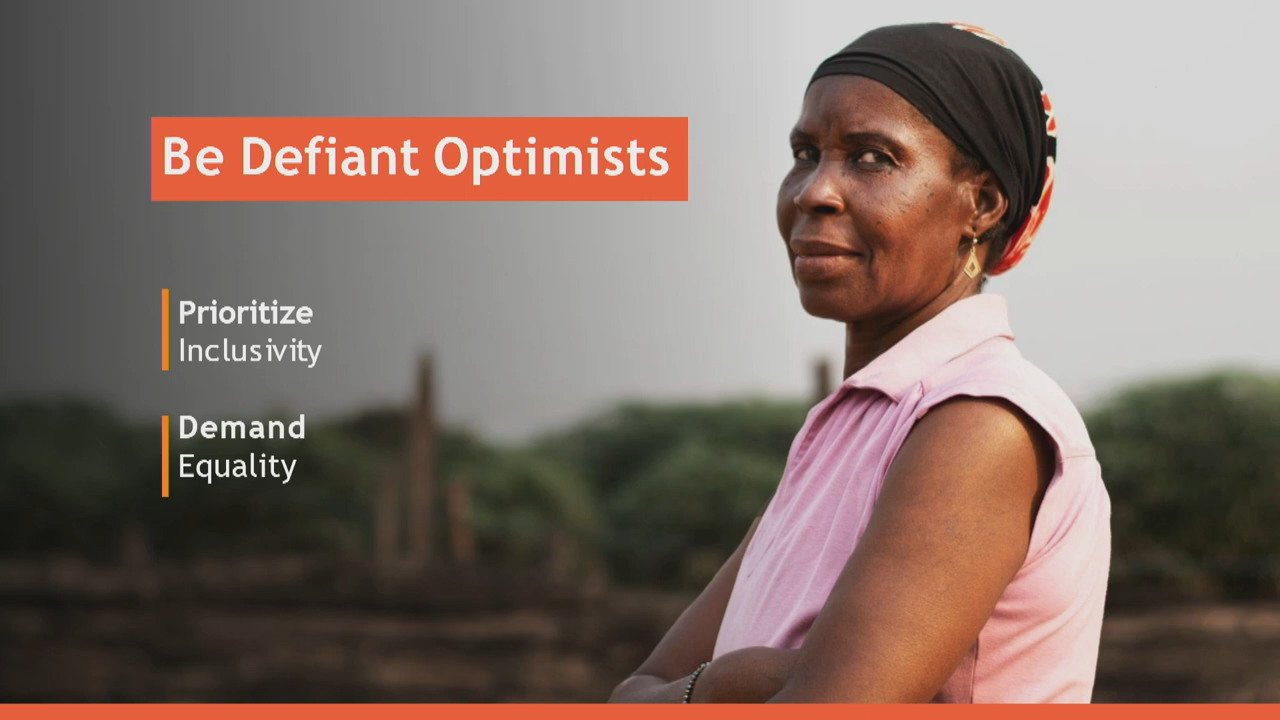 Be Defiant Optimists
Prioritize
Inclusivity
Demand
Equality